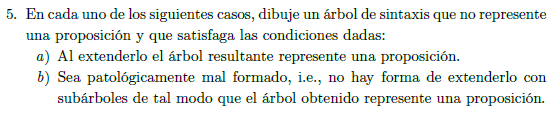 5. En cada uno de los siguientes casos, dibuje un árbol de sintaxis que no represente
una proposición y que satisfaga las condiciones dadas:
a) Al extenderlo el árbol resultante represente una proposición.
b) Sea patológicamente mal formado, i.e., no hay forma de extenderlo con
subárboles de tal modo que el árbol obtenido represente una proposición.